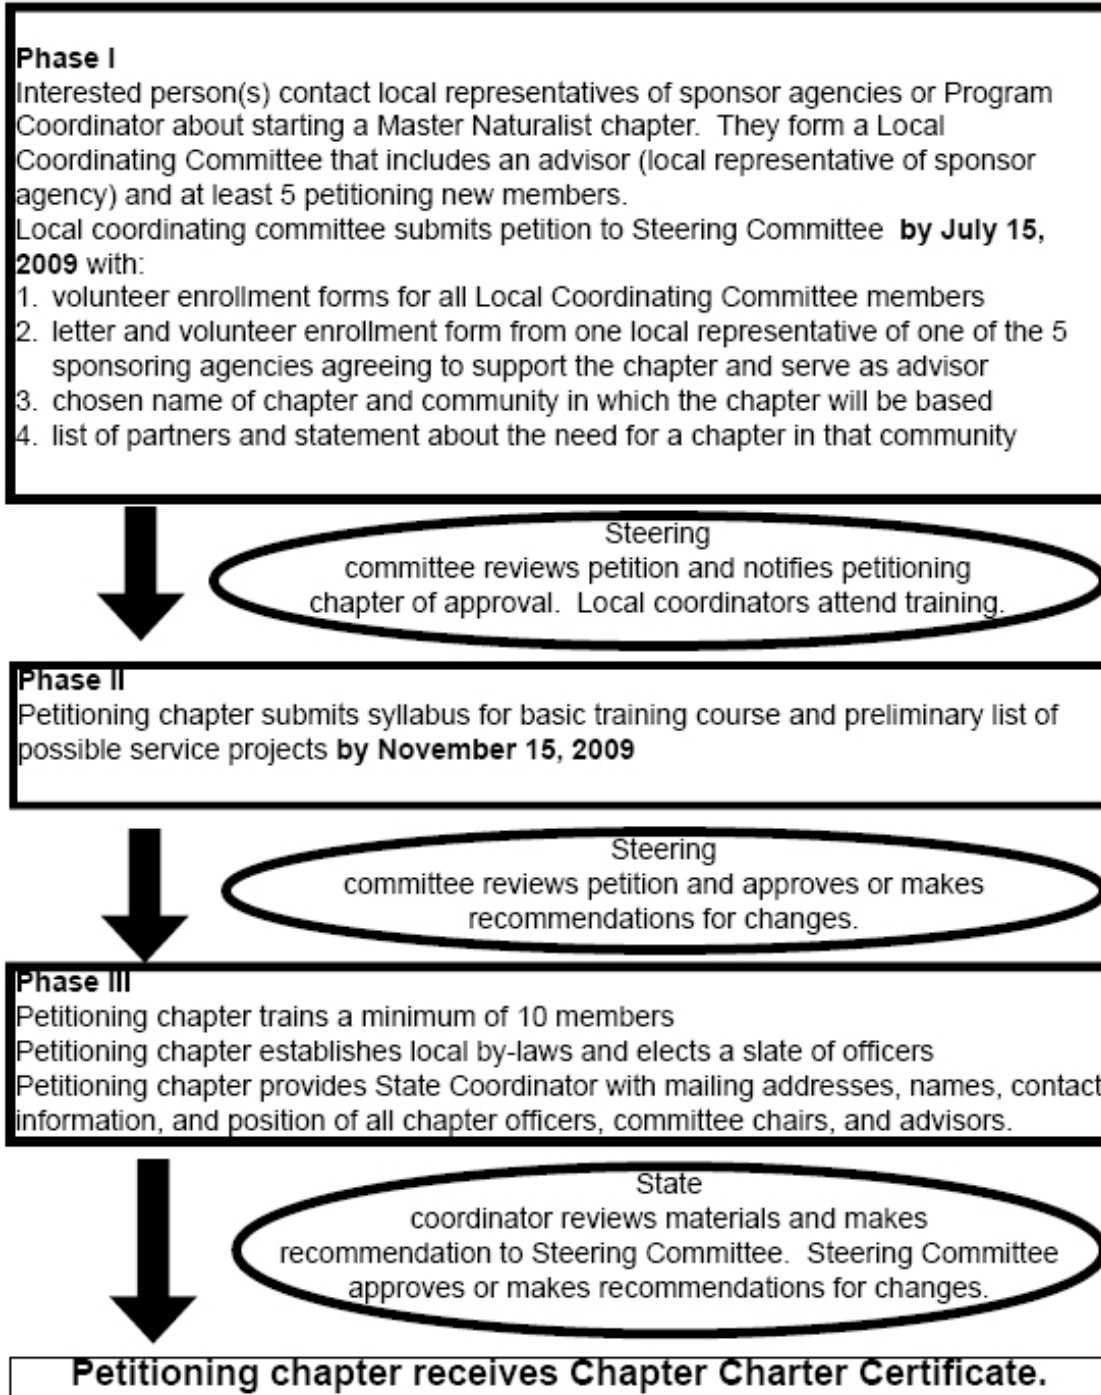 Phase I
Interested person(s) contact local representatives of sponsor agencies or Program
Coordinator about starting a Master Naturalist chapter.  They form a Local
Coordinating Committee that includes an advisor (local representative of sponsor
agency) and at least 5 petitioning new members.
Local coordinating committee submits petition to Steering Committee  by July 15,
2009 with:
1. volunteer enrollment forms for all Local Coordinating Committee members
2. letter and volunteer enrollment form from one local representative of one of the 5
sponsoring agencies agreeing to support the chapter and serve as advisor
3. chosen name of chapter and community in which the chapter will be based
4. list of partners and statement about the need for a chapter in that community
Steering
committee reviews petition and notifies petitioning
chapter of approval.  Local coordinators attend training.
Phase II
Petitioning chapter submits syllabus for basic training course and preliminary list of
possible service projects by November 15, 2009
Steering
committee reviews petition and approves or makes
recommendations for changes.
Phase III
Petitioning chapter trains a minimum of 10 members
Petitioning chapter establishes local by-laws and elects a slate of officers
Petitioning chapter provides State Coordinator with mailing addresses, names, contact
information, and position of all chapter officers, committee chairs, and advisors.
State
coordinator reviews materials and makes
recommendation to Steering Committee.  Steering Committee
approves or makes recommendations for changes.
Petitioning chapter receives Chapter Charter Certificate.